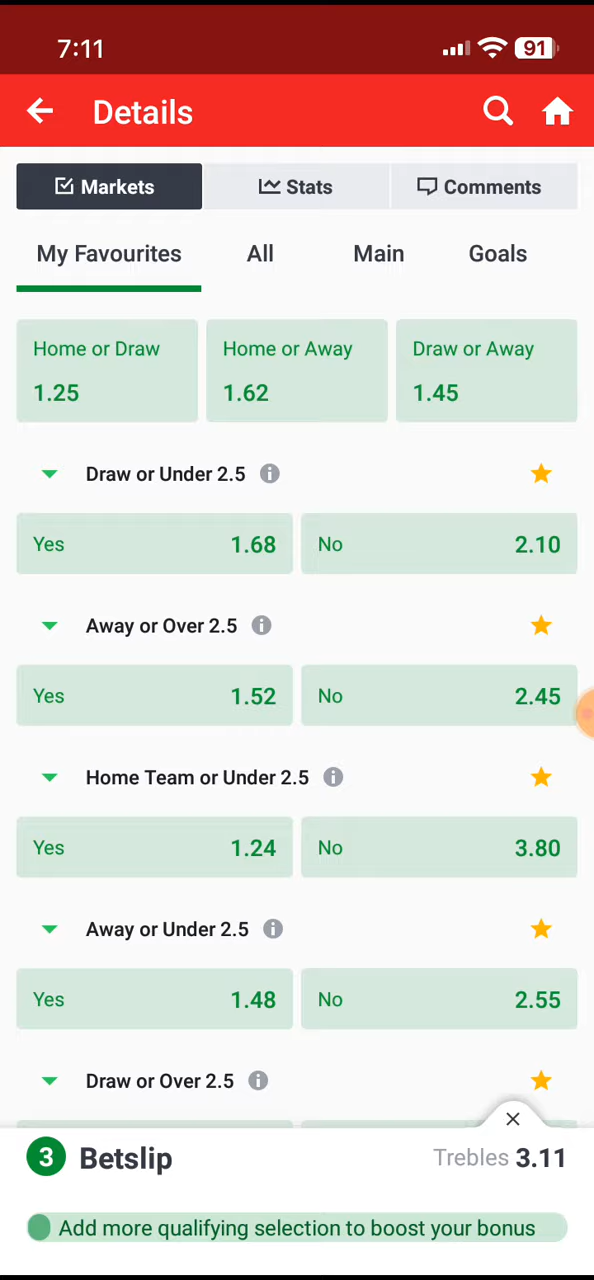 7:11
91
Details
Markets
Stats
Comments
My Favourites
All
Main
Goals
Home or Draw
Home or Away
Draw or Away
1.25
1.62
1.45
Draw or Under 2.5
Yes 1.68
No 2.10
Away or Over 2.5
Yes 1.52
No 2.45
Home Team or Under 2.5
Yes 1.24
No 3.80
Away or Under 2.5
Yes 1.48
No 2.55
Draw or Over 2.5
3 Betslip
Trebles 3.11
Add more qualifying selection to boost your bonus